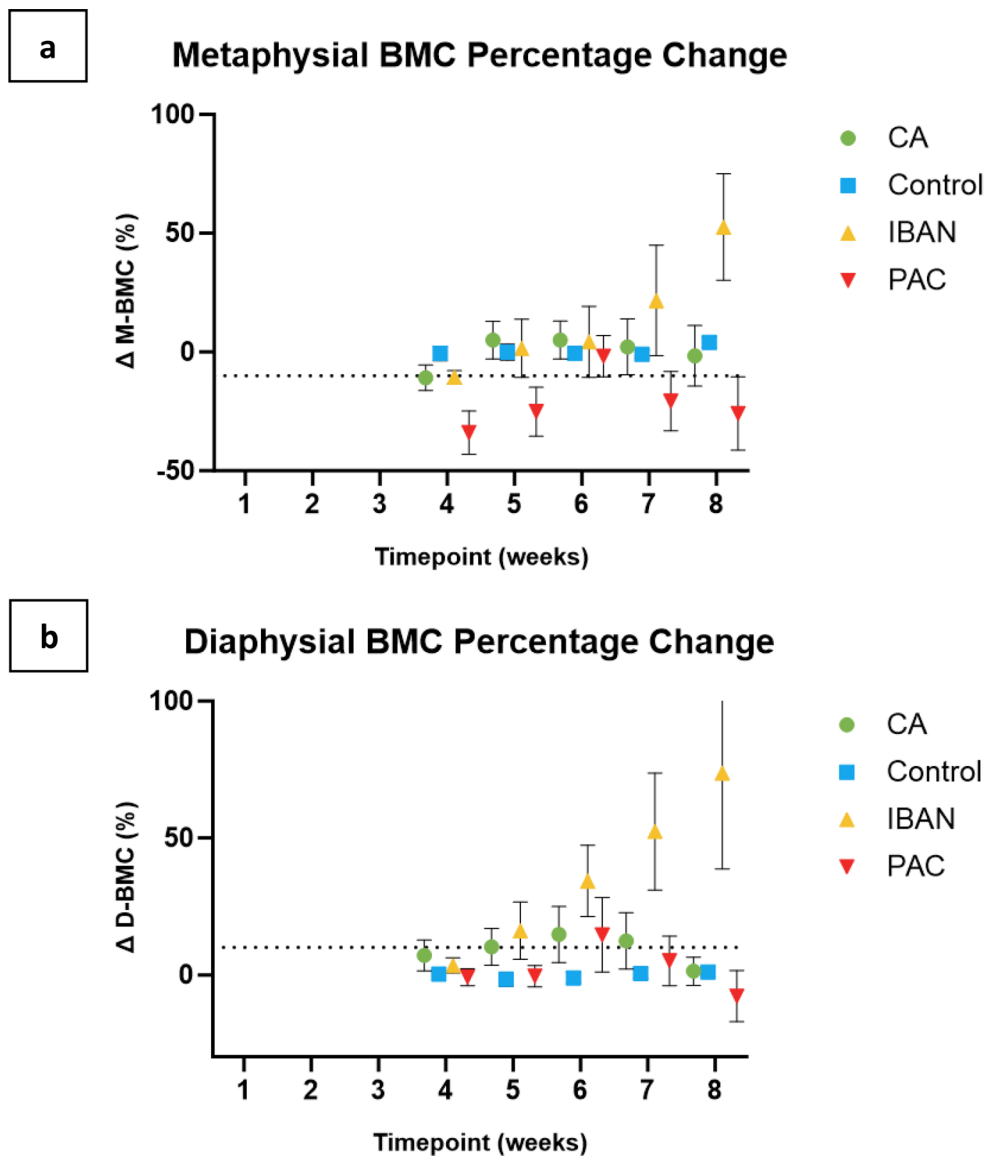 a
Metaphysial BMC Percentage Change
100
50
0
-50
Δ M-BMC (%)
1 2 3 4 5 6 7 8
Timepoint (weeks)
CA
Control
IBAN
PAC
b
Diaphysial BMC Percentage Change
100
50
0
Δ D-BMC (%)
1 2 3 4 5 6 7 8
Timepoint (weeks)
CA
Control
IBAN
PAC